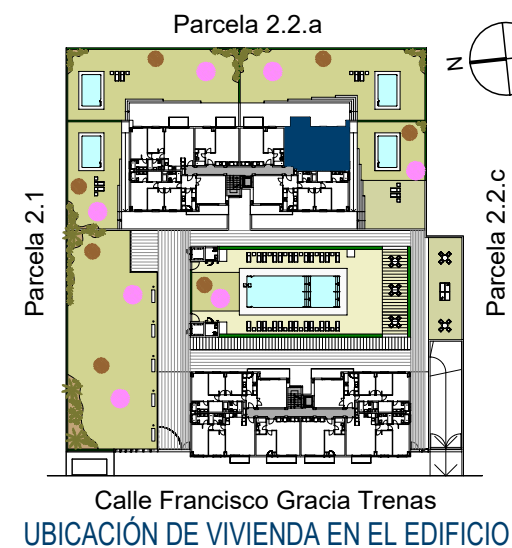 Parcela 2.2.a
N
Parcela 2.1
Parcela 2.2.c
Calle Francisco Gracia Trenas
UBICACIÓN DE VIVIENDA EN EL EDIFICIO